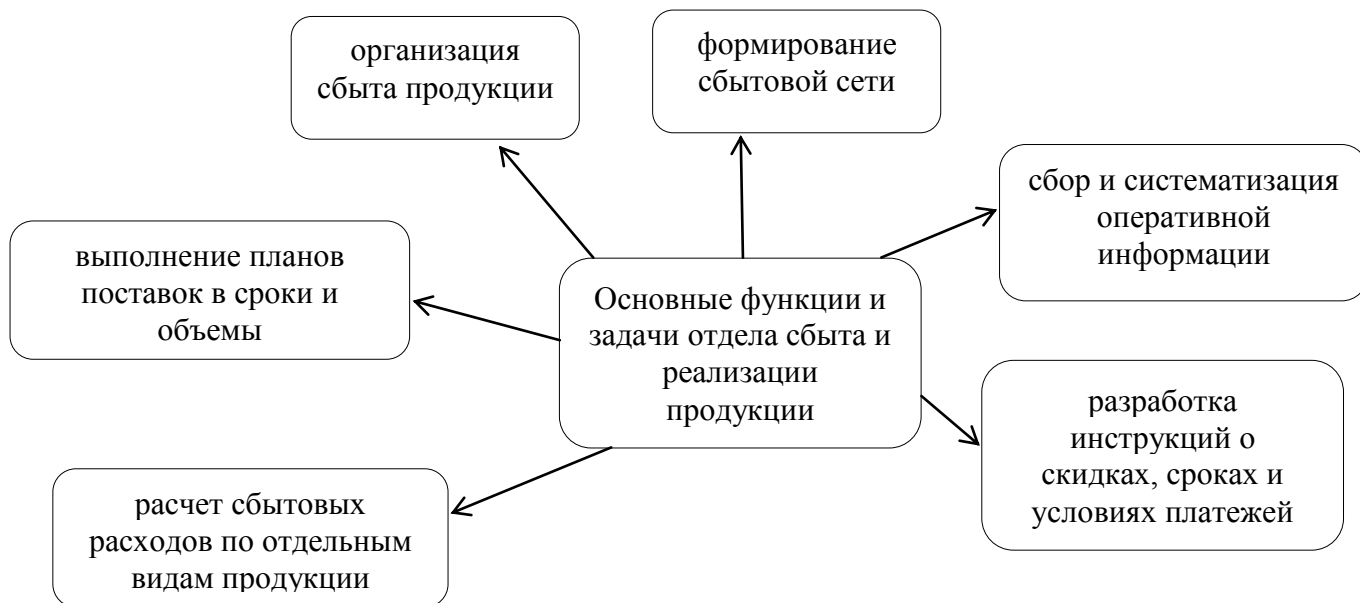 организация
сбыта продукции
формирование
сбытовой сети
сбор и систематизация
оперативной
информации
выполнение планов
поставок в сроки и
объемы
Основные функции и
задачи отдела сбыта и
реализации
продукции
разработка
инструкций о
скидках, сроках и
условиях платежей
расчет сбытовых
расходов по отдельным
видам продукции